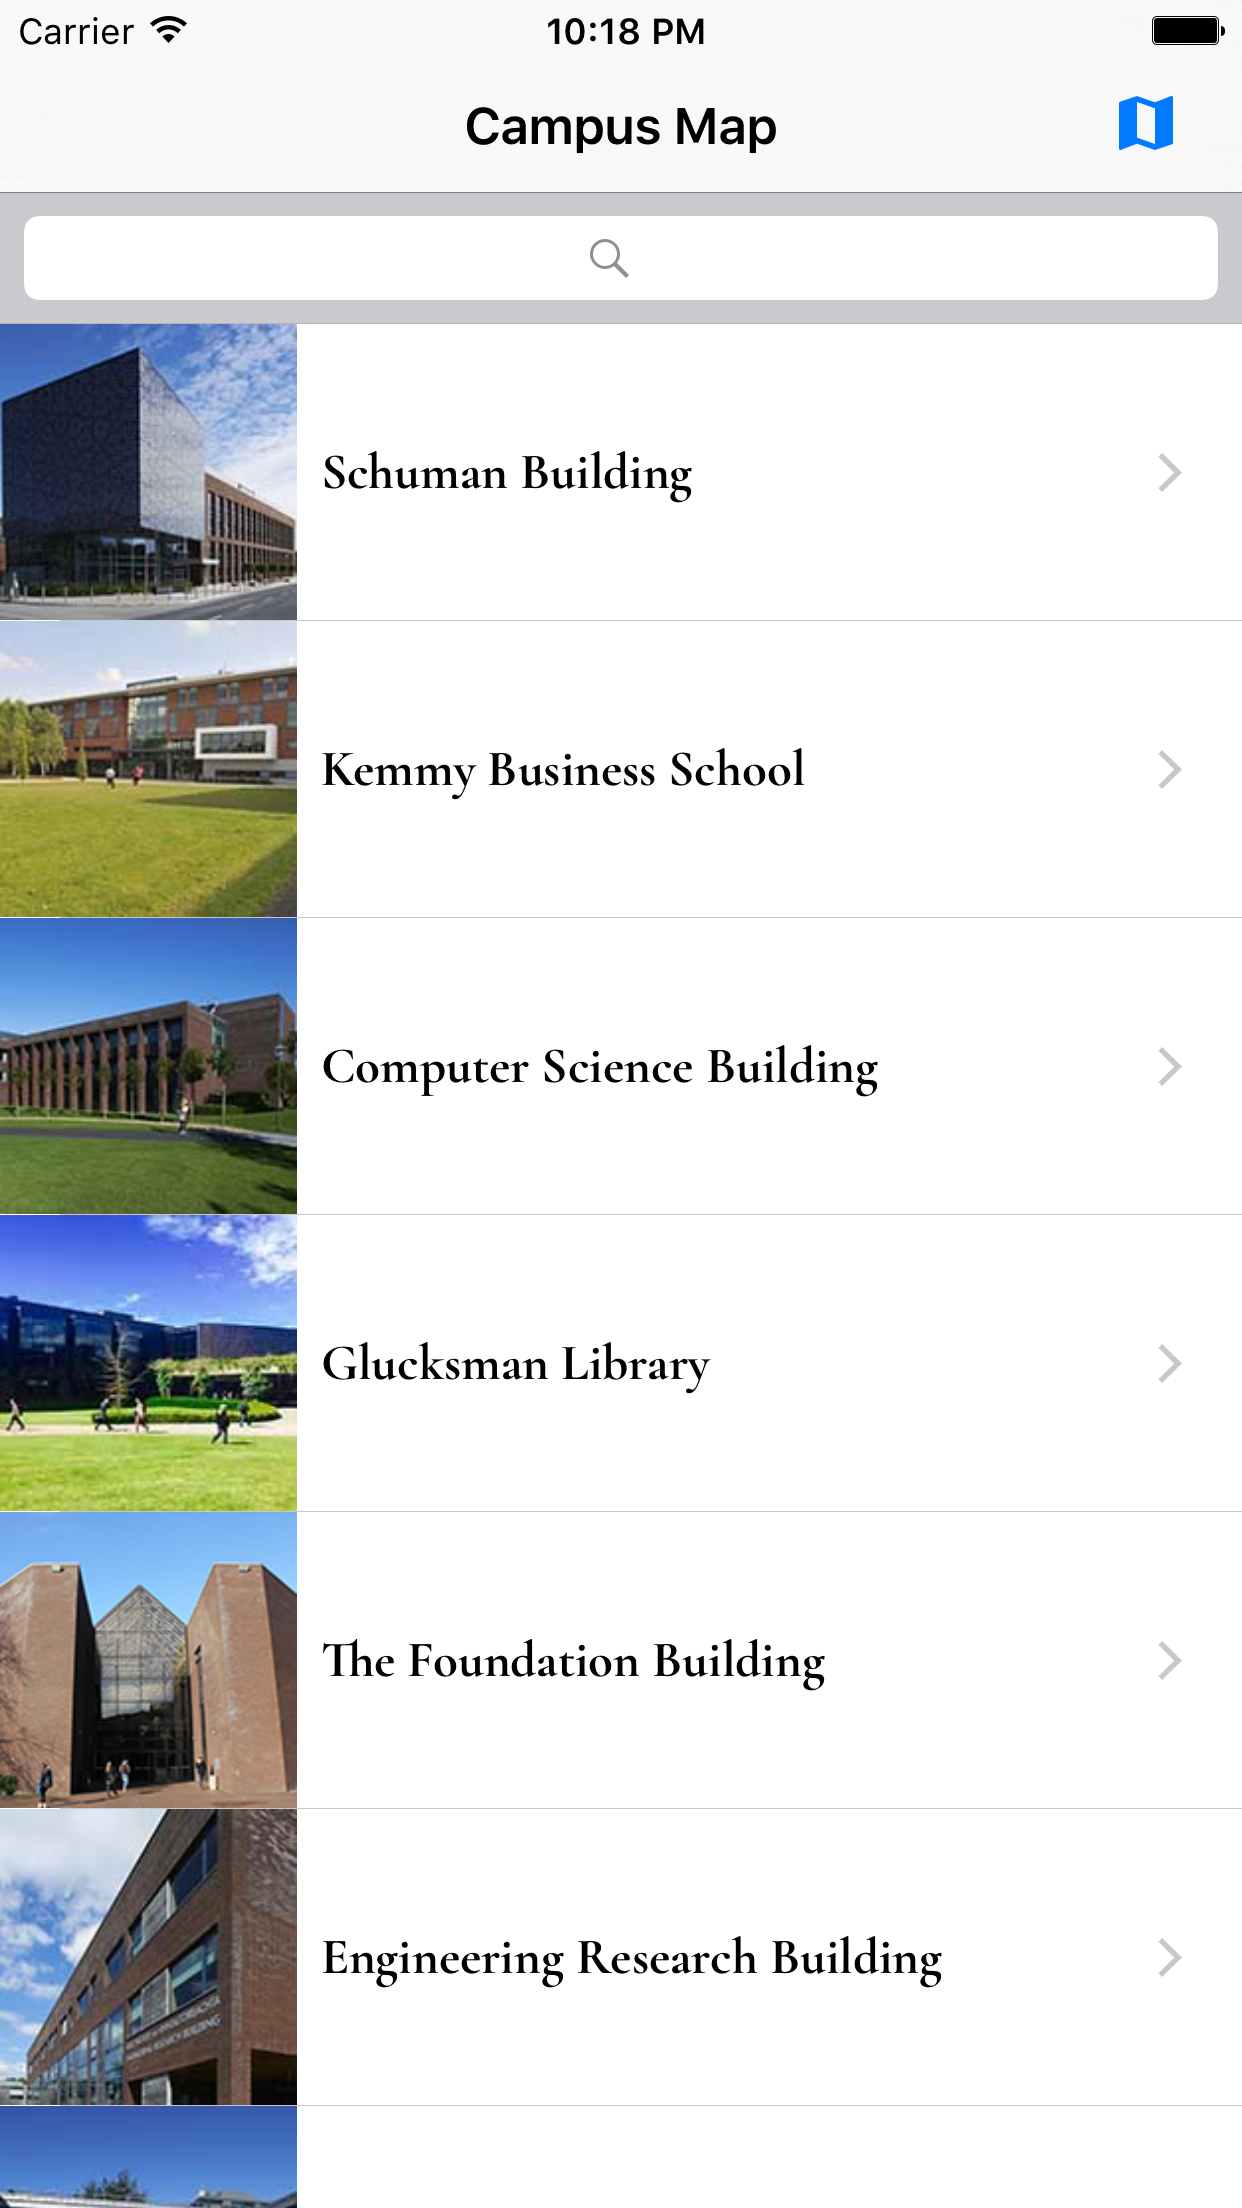 Carrier 10:18 PM
Campus Map
Schuman Building
Kemmy Business School
Computer Science Building
Glucksman Library
The Foundation Building
Engineering Research Building